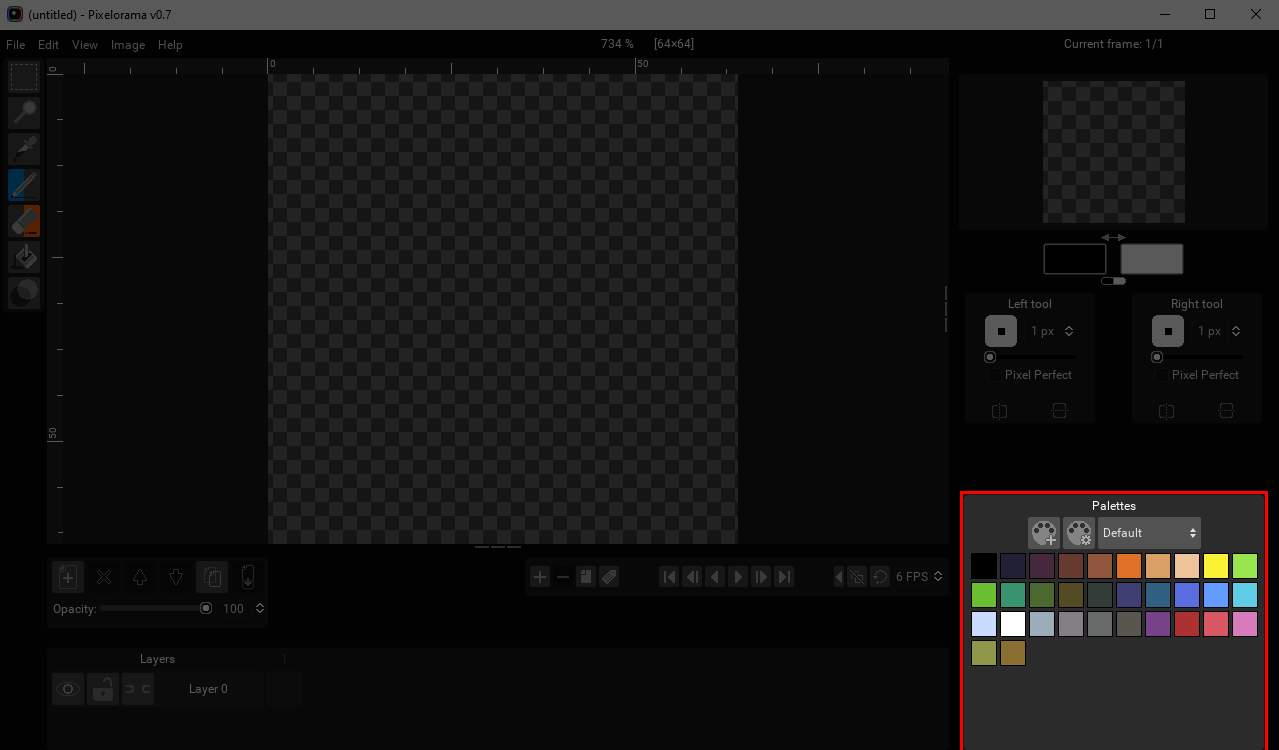 (untitled) - Pixelorama v0.7
File Edit View Image Help 734 % [64×64] Current frame: 1/1
0 50
0
50
Left tool Right tool
1 px 1 px
Pixel Perfect Pixel Perfect
Palettes
Default
6 FPS
Opacity: 100
Layers 1
Layer 0